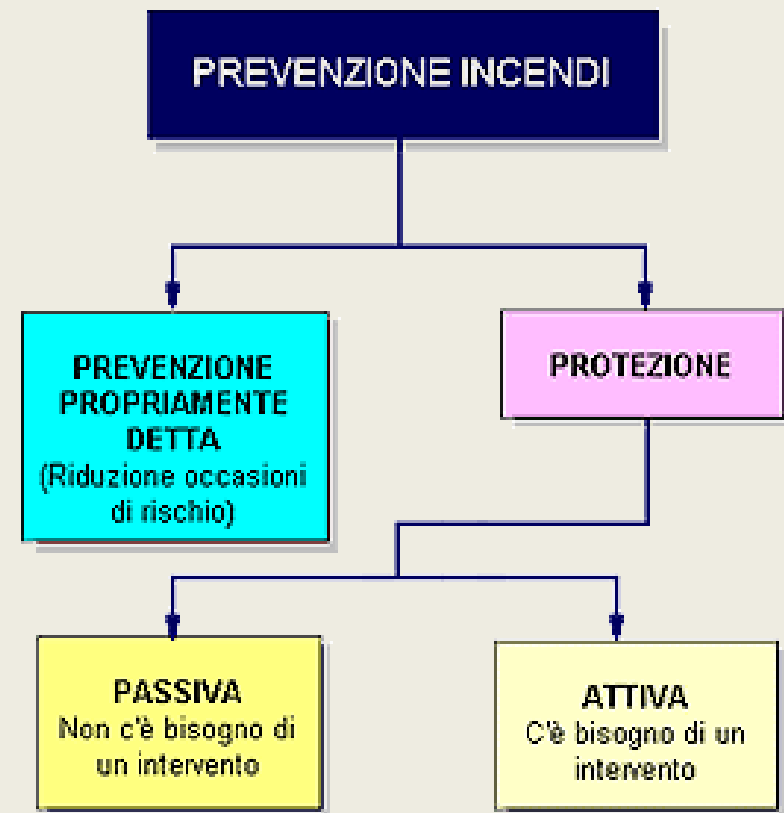 PREVENZIONE INCENDI
PREVENZIONE
PROPRIAMENTE
DETTA
(Riduzione occasioni
di rischio)
PROTEZIONE
PASSIVA
Non c'è bisogno di
un intervento
ATTIVA
C'è bisogno di un
intervento